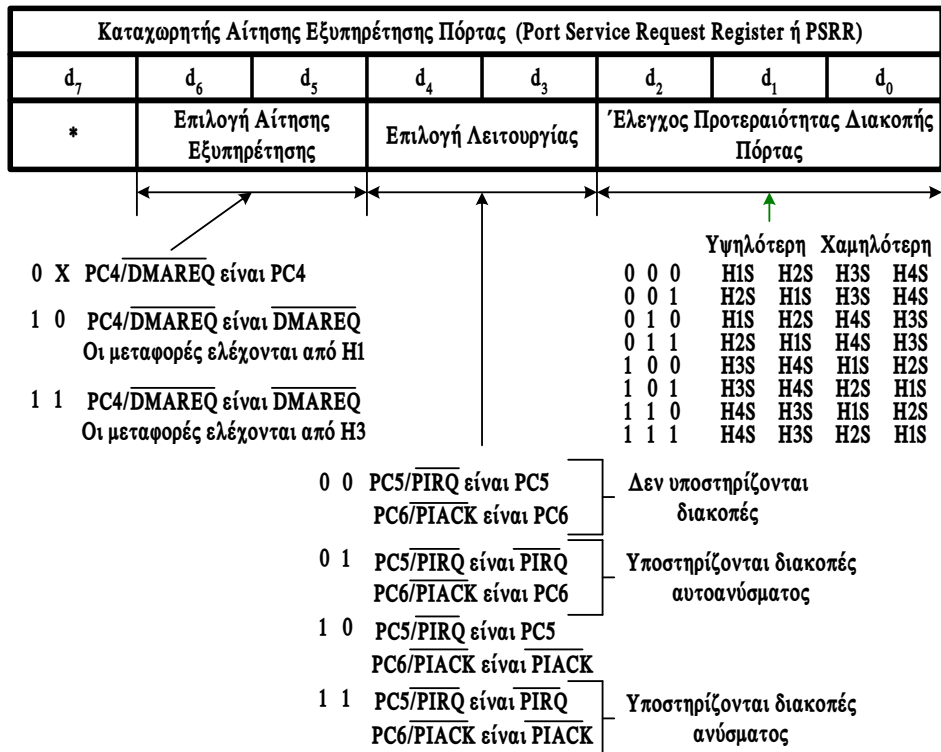 Καταχωρητής Αίτησης Εξυπηρέτησης Πόρτας (Port Service Request Register ή PSRR)
d7 d6 d5 d4 d3 d2 d1 d0
* Επιλογή Αίτησης Εξυπηρέτησης Επιλογή Λειτουργίας Έλεγχος Προτεραιότητας Διακοπής Πόρτας
0 X PC4/DMAREQ είναι PC4
1 0 PC4/DMAREQ είναι DMAREQ
Οι μεταφορές ελέχονται από H1
1 1 PC4/DMAREQ είναι DMAREQ
Οι μεταφορές ελέχονται από H3
Υψηλότερη Χαμηλότερη
0 0 0 H1S H2S H3S H4S
0 0 1 H2S H1S H3S H4S
0 1 0 H1S H2S H4S H3S
0 1 1 H2S H1S H4S H3S
1 0 0 H3S H4S H1S H2S
1 0 1 H3S H4S H2S H1S
1 1 0 H4S H3S H1S H2S
1 1 1 H4S H3S H2S H1S
0 0 PC5/PIRQ είναι PC5
PC6/PIACK είναι PC6
Δεν υποστηρίζονται
διακοπές
0 1 PC5/PIRQ είναι PIRQ
PC6/PIACK είναι PC6
Υποστηρίζονται διακοπές
αυτοανύσματος
1 0 PC5/PIRQ είναι PC5
PC6/PIACK είναι PIACK
1 1 PC5/PIRQ είναι PIRQ
PC6/PIACK είναι PIACK
Υποστηρίζονται διακοπές
ανύσματος